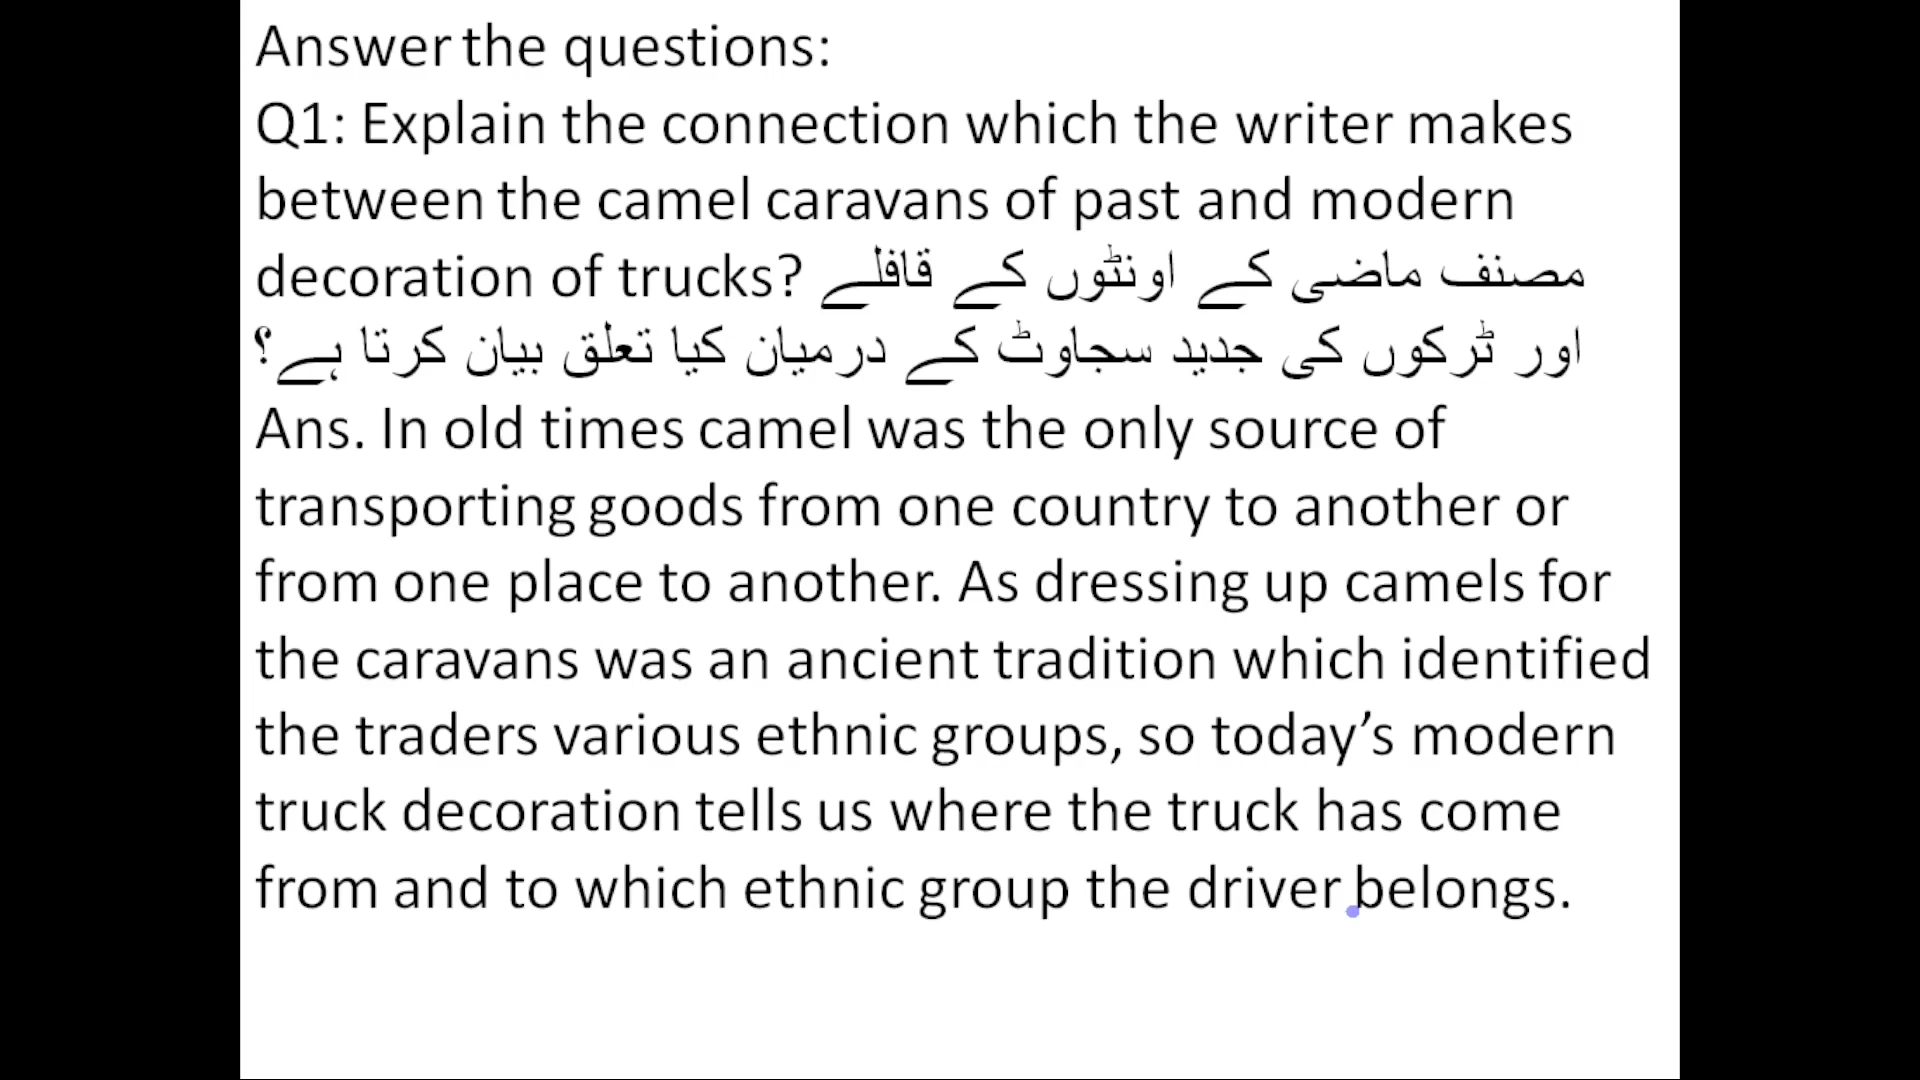 Answer the questions:
Q1: Explain the connection which the writer makes
between the camel caravans of past and modern
decoration of trucks? مصنف ماضی کے اونٹوں کے قافلے
اور ٹرکوں کی جدید سجاوٹ کے درمیان کیا تعلق بیان کرتا ہے؟
Ans. In old times camel was the only source of
transporting goods from one country to another or
from one place to another. As dressing up camels for
the caravans was an ancient tradition which identified
the traders various ethnic groups, so today’s modern
truck decoration tells us where the truck has come
from and to which ethnic group the driver belongs.